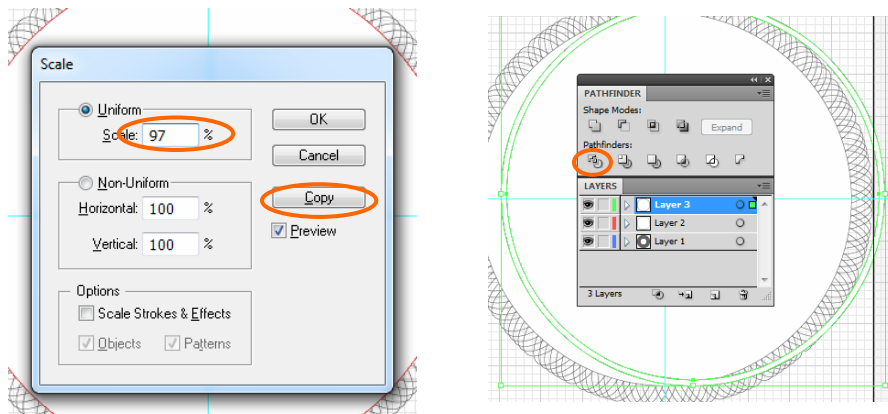 Scale
Uniform
Scale: 97 %
Non-Uniform
Horizontal: 100 %
Vertical: 100 %
Options
Scale Strokes & Effects
Objects Patterns
OK
Cancel
Copy
Preview
PATHFINDER
Shape Modes:
Expand
Pathfinders:
LAYERS
Layer 3
Layer 2
Layer 1
3 Layers